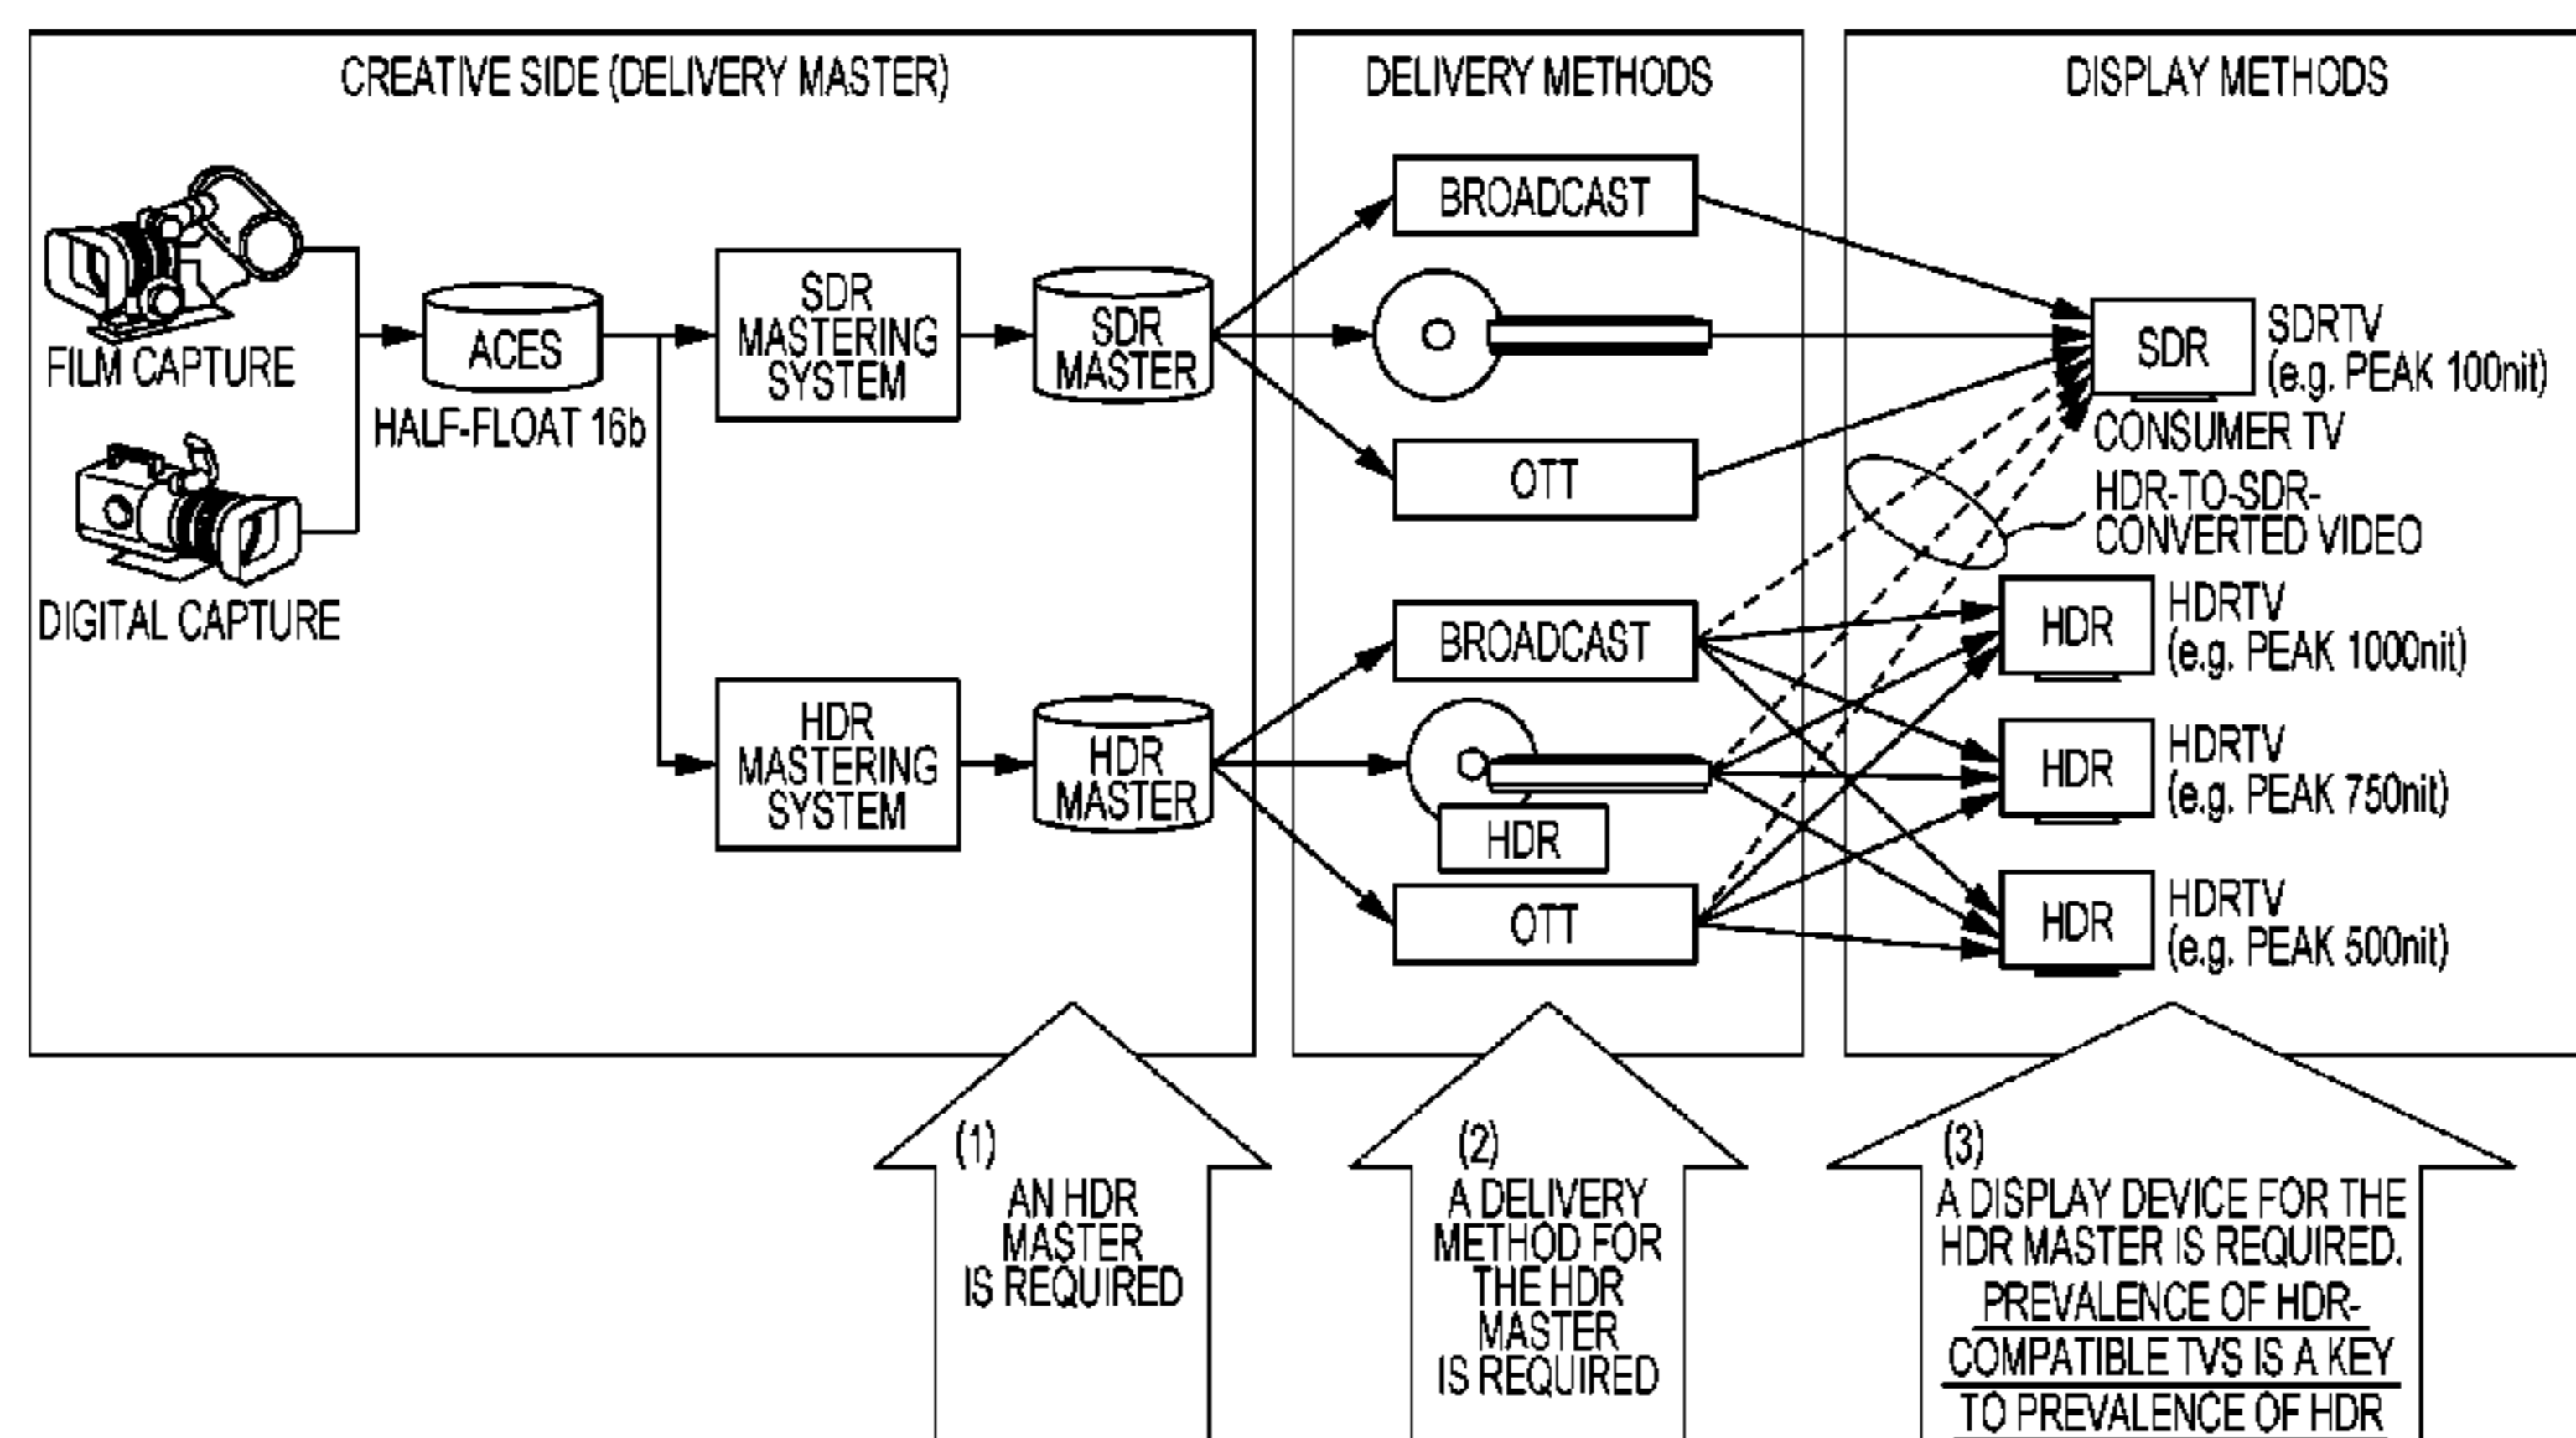 CREATIVE SIDE (DELIVERY MASTER)
FILM CAPTURE
DIGITAL CAPTURE
ACES
HALF-FLOAT 16b
SDR
MASTERING
SYSTEM
SDR
MASTER
HDR
MASTERING
SYSTEM
HDR
MASTER
DELIVERY METHODS
BROADCAST
OTT
BROADCAST
HDR
OTT
DISPLAY METHODS
SDR
SDRTV
(e.g. PEAK 100nit)
CONSUMER TV
HDR-TO-SDR-
CONVERTED VIDEO
HDR
HDRTV
(e.g. PEAK 1000nit)
HDR
HDRTV
(e.g. PEAK 750nit)
HDR
HDRTV
(e.g. PEAK 500nit)
(1)
AN HDR
MASTER
IS REQUIRED
(2)
A DELIVERY
METHOD FOR
THE HDR
MASTER
IS REQUIRED
(3)
A DISPLAY DEVICE FOR THE
HDR MASTER IS REQUIRED.
PREVALENCE OF HDR-
COMPATIBLE TVS IS A KEY
TO PREVALENCE OF HDR